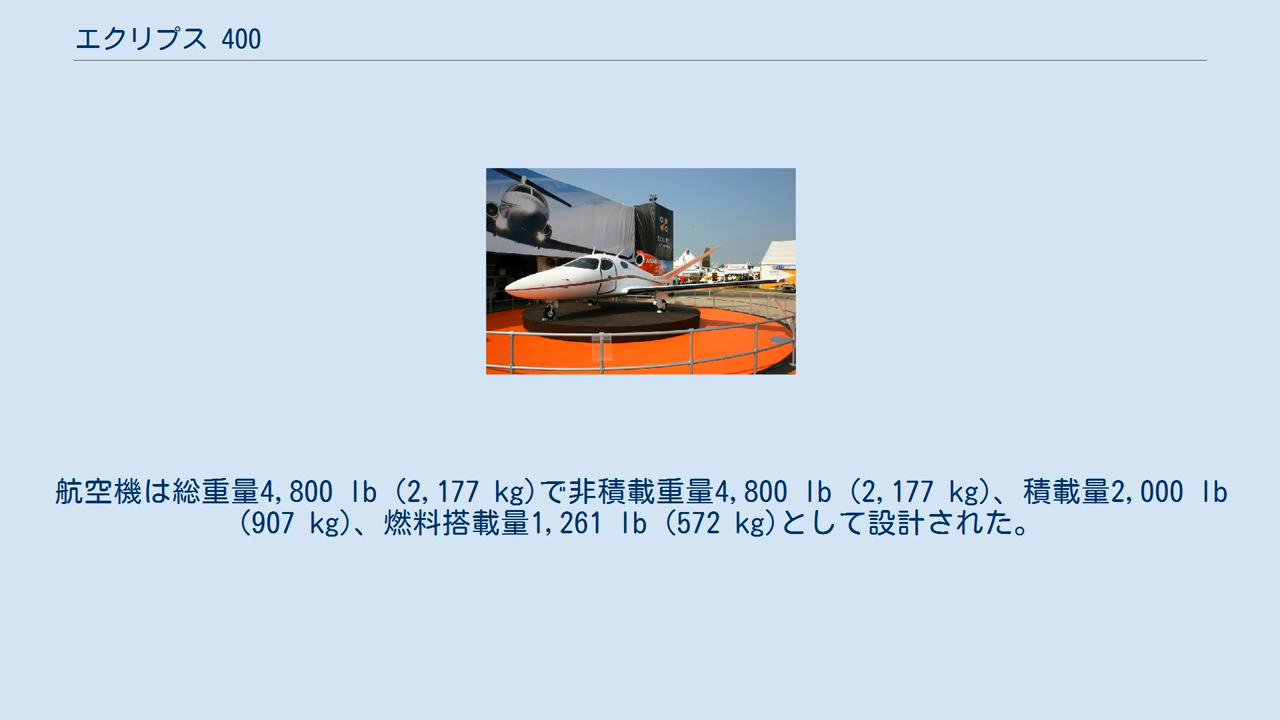 エクリプス 400
航空機は総重量4,800 lb (2,177 kg)で非積載重量4,800 lb (2,177 kg)、積載量2,000 lb
(907 kg)、燃料搭載量1,261 lb (572 kg)として設計された。